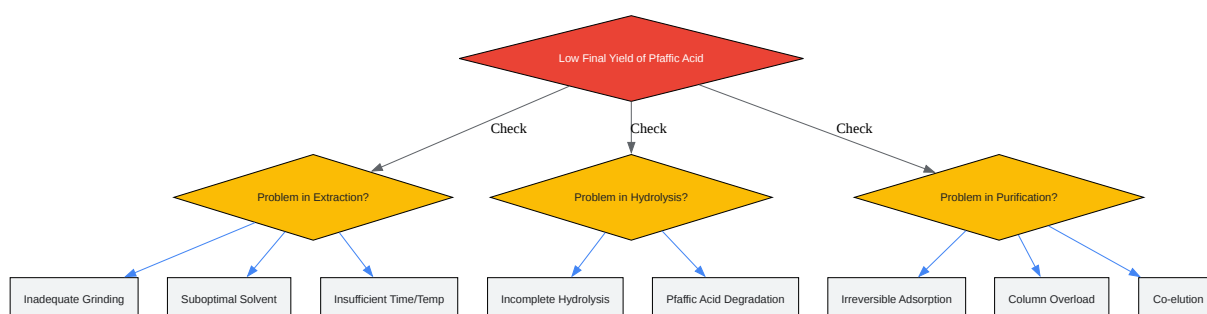 Low Final Yield of Pfaffic Acid
Check
Check
Check
Problem in Extraction?
Problem in Hydrolysis?
Problem in Purification?
Inadequate Grinding
Suboptimal Solvent
Insufficient Time/Temp
Incomplete Hydrolysis
Pfaffic Acid Degradation
Irreversible Adsorption
Column Overload
Co-elution